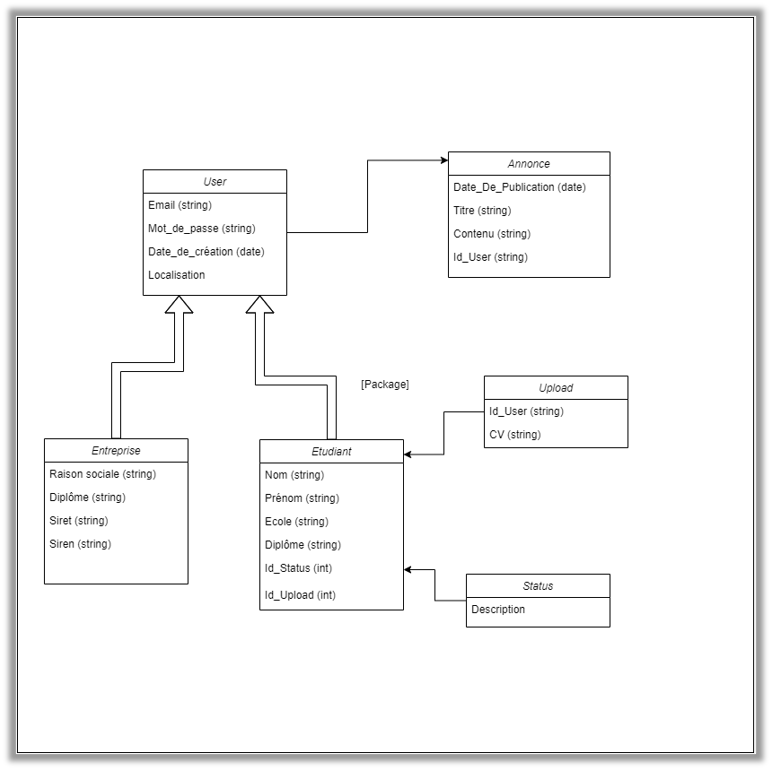 User
Email (string)
Mot_de_passe (string)
Date_de_crèation (date)
Localisation
Annonce
Date_De_Publication (date)
Titre (string)
Contenu (string)
Id_User (string)
[Package]
Entreprise
Raison sociale (string)
Diplôme (string)
Siret (string)
Siren (string)
Etudiant
Nom (string)
Prénom (string)
Ecole (string)
Diplôme (string)
Id_Status (int)
Id_Upload (int)
Upload
Id_User (string)
CV (string)
Status
Description